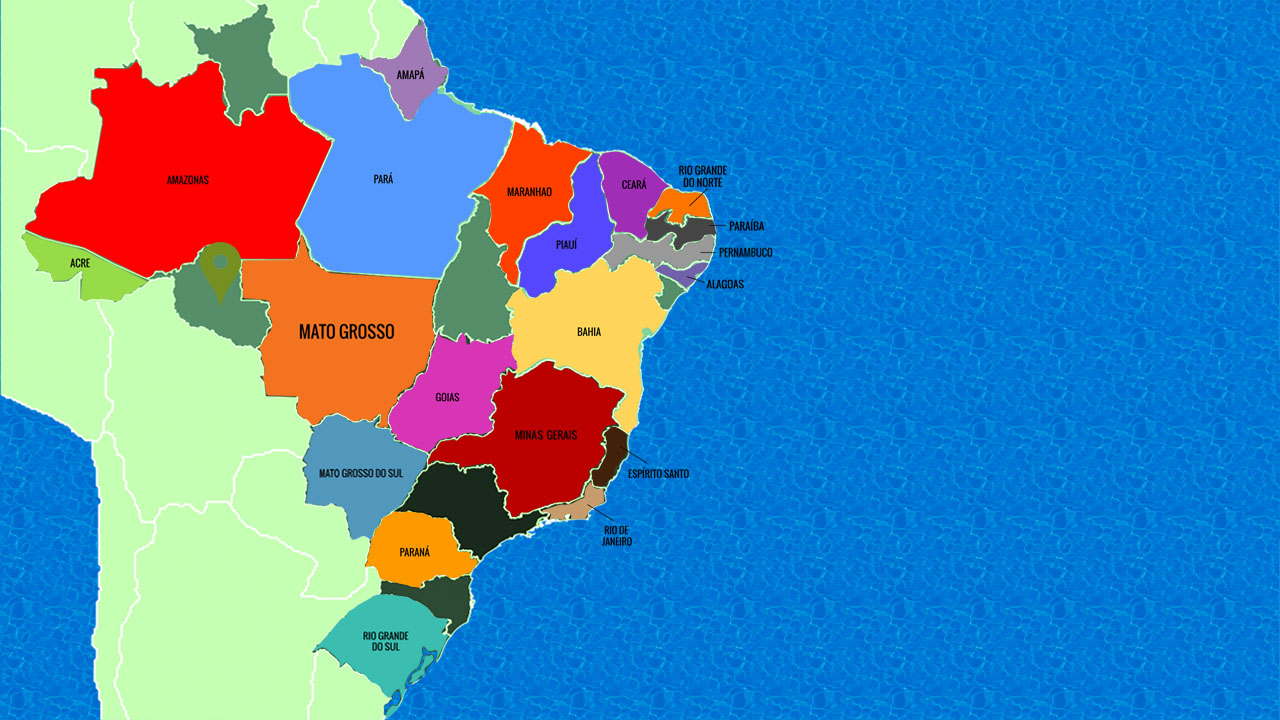 AMAPÁ
AMAZONAS
PARÁ
MARANHAO
CEARÁ
RIO GRANDE
DO NORTE
PARAÍBA
PIAUÍ
PERNAMBUCO
ACRE
ALAGOAS
MATO GROSSO
BAHIA
GOIAS
MINAS GERAIS
MATO GROSSO DO SUL
ESPÍRITO SANTO
RIO DE
JANEIRO
PARANÁ
RIO GRANDE
DO SUL